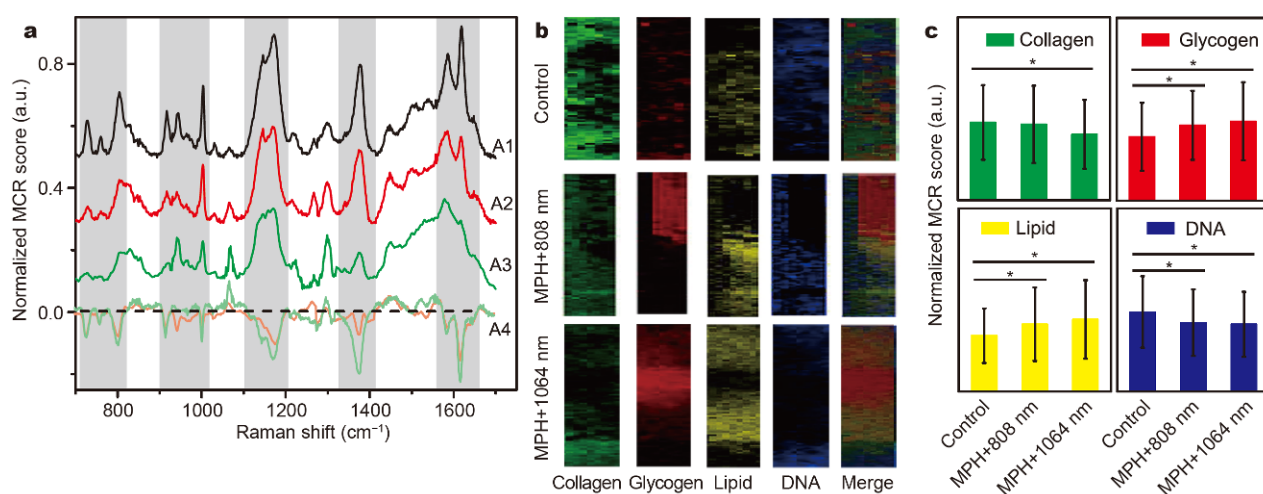 a
Normalized MCR score (a.u.)
0.8
0.4
0.0
A1
A2
A3
A4
800
1000
1200
1400
1600
Raman shift (cm⁻¹)
b
Control
MPH+808 nm
MPH+1064 nm
Collagen
Glycogen
Lipid
DNA
Merge
c
Normalized MCR score (a.u.)
Collagen
*
Glycogen
*
*
Lipid
*
*
DNA
*
*
Control
MPH+808 nm
MPH+1064 nm
Control
MPH+808 nm
MPH+1064 nm